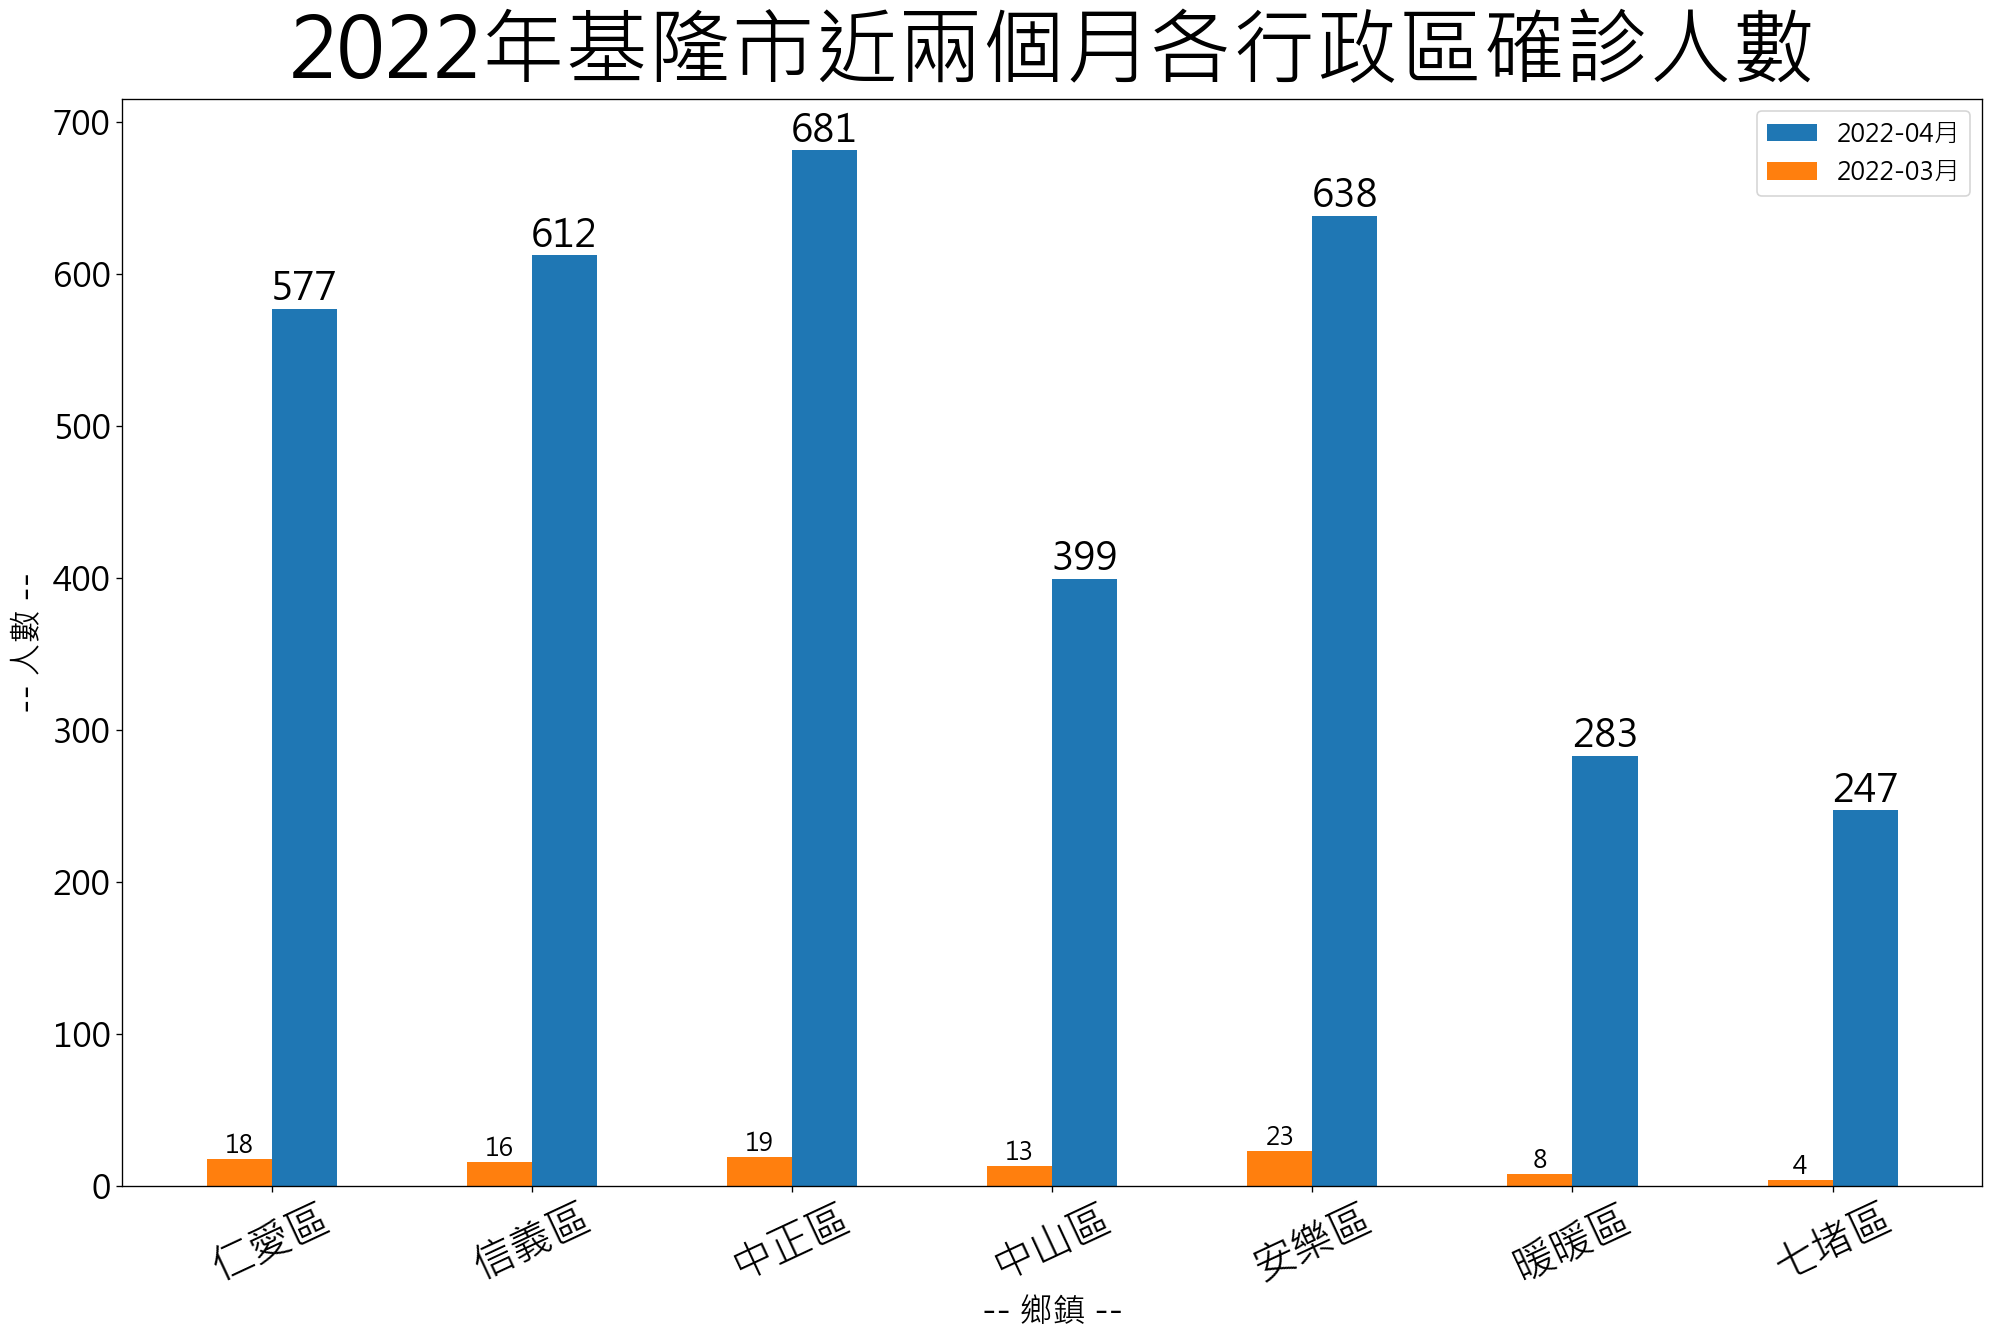 2022年基隆市近兩個月各行政區確診人數
2022-04月
2022-03月
700
600
500
400
300
200
100
0
-- 人數 --
18
577
16
612
19
681
13
399
23
638
8
283
4
247
仁愛區
信義區
中正區
中山區
安樂區
暖暖區
七堵區
-- 鄉鎮 --